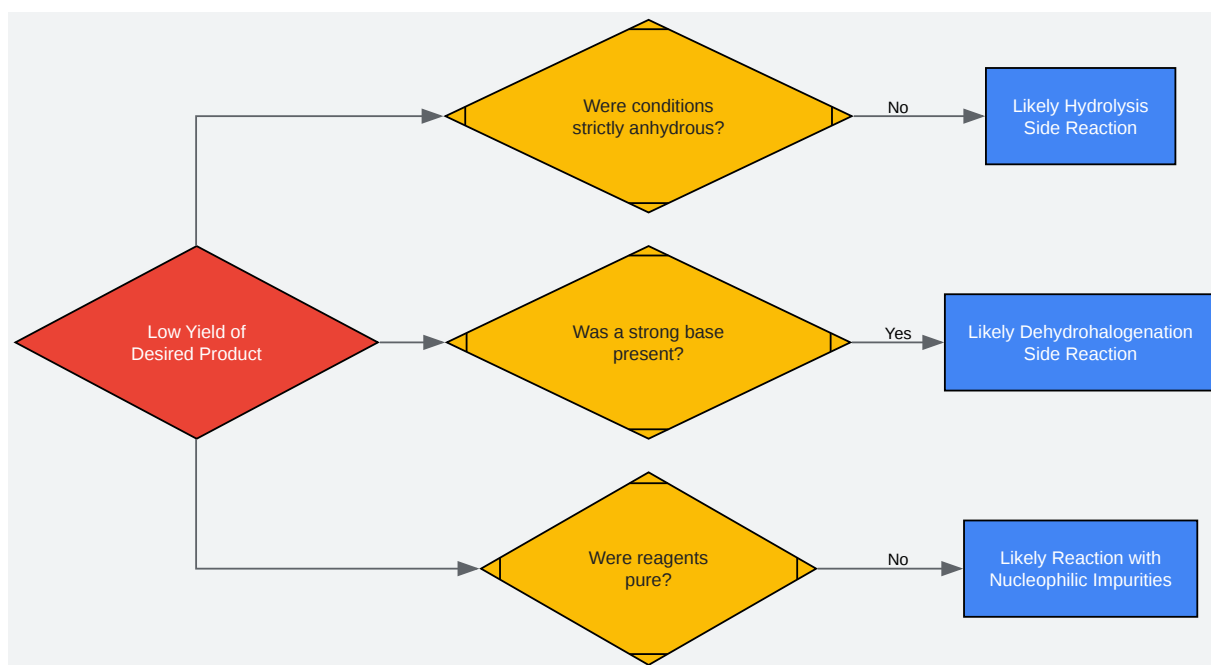 Were conditions
strictly anhydrous?
No
Likely Hydrolysis
Side Reaction
Low Yield of
Desired Product
Was a strong base
present?
Yes
Likely Dehydrohalogenation
Side Reaction
Were reagents
pure?
No
Likely Reaction with
Nucleophilic Impurities